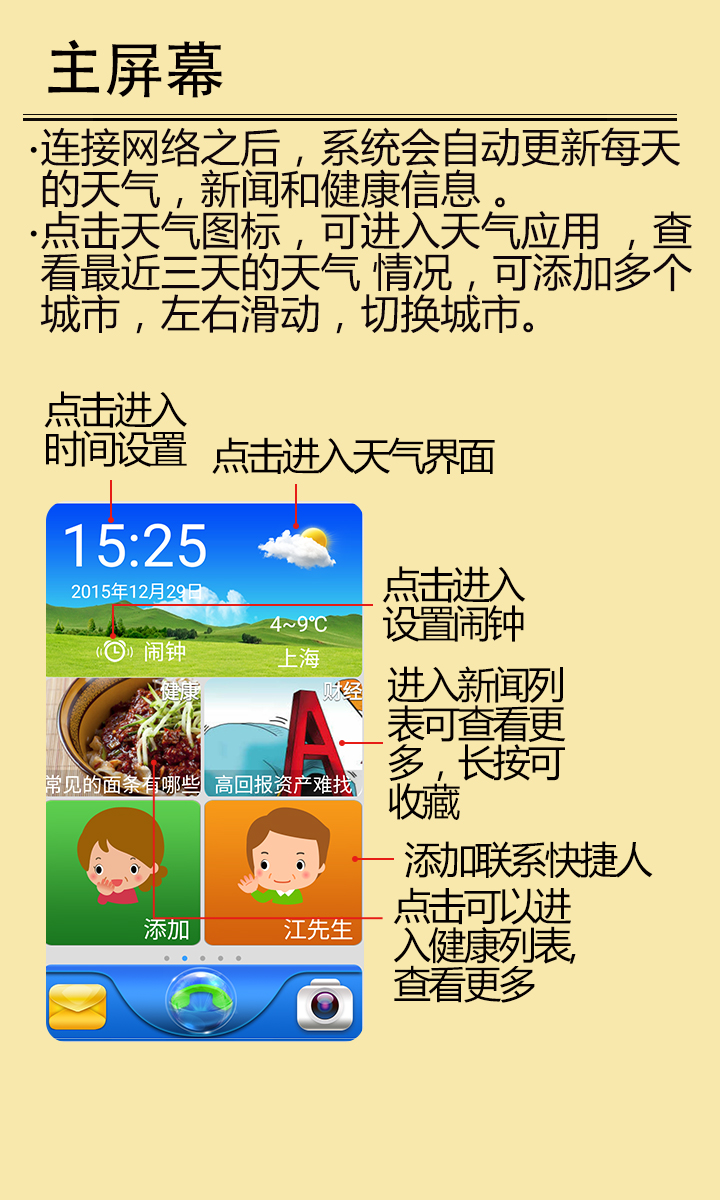 主屏幕
·连接网络之后，系统会自动更新每天
的天气，新闻和健康信息 。
·点击天气图标，可进入天气应用 ，查
看最近三天的天气 情况，可添加多个
城市，左右滑动，切换城市。
点击进入
时间设置
点击进入天气界面
15:25
2015年12月29日
4~9℃
闹钟
上海
点击进入
设置闹钟
健康
财经
常见的面条有哪些
高回报资产难找
进入新闻列
表可查看更
多，长按可
收藏
添加联系快捷人
添加
江先生
点击可以进
入健康列表,
查看更多
A